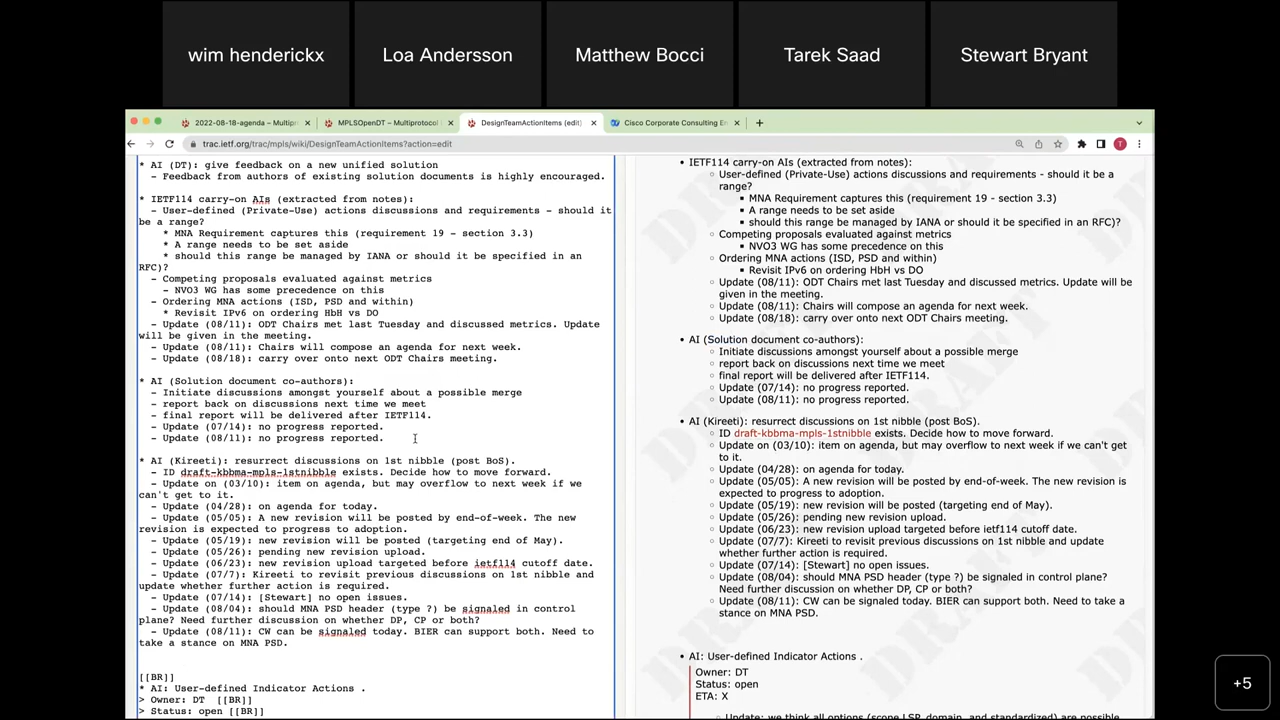 wim henderickx
Loa Andersson
Matthew Bocci
Tarek Saad
Stewart Bryant
2022-08-18-agenda – Multipr
MPLSOpenDT – Multiprotocol
DesignTeamActionItems (edit)
Cisco Corporate Consulting En
trac.ietf.org/trac/mpls/wiki/DesignTeamActionItems?action=edit
T
* AI (DT): give feedback on a new unified solution
- Feedback from authors of existing solution documents is highly encouraged.
* IETF114 carry-on AIs (extracted from notes):
- User-defined (Private-Use) actions discussions and requirements - should it
be a range?
* MNA Requirement captures this (requirement 19 - section 3.3)
* A range needs to be set aside
* should this range be managed by IANA or should it be specified in an
RFC)?
- Competing proposals evaluated against metrics
- NVO3 WG has some precedence on this
- Ordering MNA actions (ISD, PSD and within)
* Revisit IPv6 on ordering HbH vs DO
- Update (08/11): ODT Chairs met last Tuesday and discussed metrics. Update
will be given in the meeting.
- Update (08/11): Chairs will compose an agenda for next week.
- Update (08/18): carry over onto next ODT Chairs meeting.
* AI (Solution document co-authors):
- Initiate discussions amongst yourself about a possible merge
- report back on discussions next time we meet
- final report will be delivered after IETF114.
- Update (07/14): no progress reported.
- Update (08/11): no progress reported.
* AI (Kireeti): resurrect discussions on 1st nibble (post BoS).
- ID draft-kbbma-mpls-1stnibble exists. Decide how to move forward.
- Update on (03/10): item on agenda, but may overflow to next week if we
can't get to it.
- Update (04/28): on agenda for today.
- Update (05/05): A new revision will be posted by end-of-week. The new
revision is expected to progress to adoption.
- Update (05/19): new revision will be posted (targeting end of May).
- Update (05/26): pending new revision upload.
- Update (06/23): new revision upload targeted before ietf114 cutoff date.
- Update (07/7): Kireeti to revisit previous discussions on 1st nibble and
update whether further action is required.
- Update (07/14): [Stewart] no open issues.
- Update (08/04): should MNA PSD header (type ?) be signaled in control
plane? Need further discussion on whether DP, CP or both?
- Update (08/11): CW can be signaled today. BIER can support both. Need to
take a stance on MNA PSD.
[[BR]]
* AI: User-defined Indicator Actions .
> Owner: DT [[BR]]
> Status: open [[BR]]
• IETF114 carry-on AIs (extracted from notes):
○ User-defined (Private-Use) actions discussions and requirements - should it be a
range?
▪ MNA Requirement captures this (requirement 19 - section 3.3)
▪ A range needs to be set aside
▪ should this range be managed by IANA or should it be specified in an RFC)?
○ Competing proposals evaluated against metrics
▪ NVO3 WG has some precedence on this
○ Ordering MNA actions (ISD, PSD and within)
▪ Revisit IPv6 on ordering HbH vs DO
○ Update (08/11): ODT Chairs met last Tuesday and discussed metrics. Update will be
given in the meeting.
○ Update (08/11): Chairs will compose an agenda for next week.
○ Update (08/18): carry over onto next ODT Chairs meeting.
• AI (Solution document co-authors):
○ Initiate discussions amongst yourself about a possible merge
○ report back on discussions next time we meet
○ final report will be delivered after IETF114.
○ Update (07/14): no progress reported.
○ Update (08/11): no progress reported.
• AI (Kireeti): resurrect discussions on 1st nibble (post BoS).
○ ID draft-kbbma-mpls-1stnibble exists. Decide how to move forward.
○ Update on (03/10): item on agenda, but may overflow to next week if we can't get to
it.
○ Update (04/28): on agenda for today.
○ Update (05/05): A new revision will be posted by end-of-week. The new revision is
expected to progress to adoption.
○ Update (05/19): new revision will be posted (targeting end of May).
○ Update (05/26): pending new revision upload.
○ Update (06/23): new revision upload targeted before ietf114 cutoff date.
○ Update (07/7): Kireeti to revisit previous discussions on 1st nibble and update
whether further action is required.
○ Update (07/14): [Stewart] no open issues.
○ Update (08/04): should MNA PSD header (type ?) be signaled in control plane?
Need further discussion on whether DP, CP or both?
○ Update (08/11): CW can be signaled today. BIER can support both. Need to take a
stance on MNA PSD.
• AI: User-defined Indicator Actions .
Owner: DT
Status: open
ETA: X
○ Update: we think all options (scope LSP, domain, and standardized) are possible
DRAFT
+5